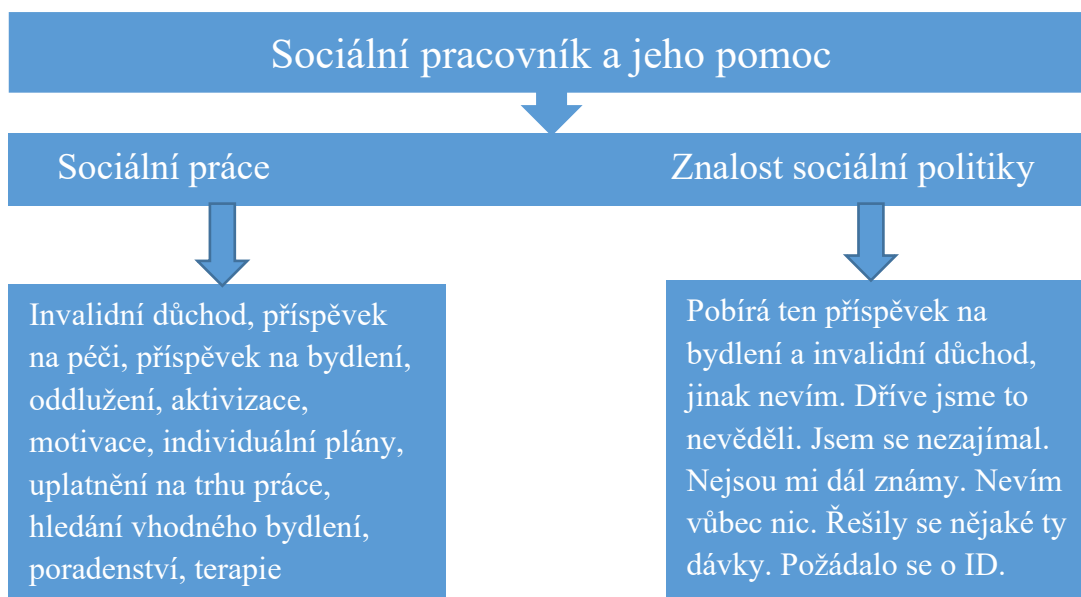 Sociální pracovník a jeho pomoc
Sociální práce
Znalost sociální politiky
Invalidní důchod, příspěvek
na péči, příspěvek na bydlení,
oddlužení, aktivizace,
motivace, individuální plány,
uplatnění na trhu práce,
hledání vhodného bydlení,
poradenství, terapie
Pobírá ten příspěvek na
bydlení a invalidní důchod,
jinak nevím. Dříve jsme to
nevěděli. Jsem se nezajímal.
Nejsou mi dál známy. Nevím
vůbec nic. Řešily se nějaké ty
dávky. Požádalo se o ID.